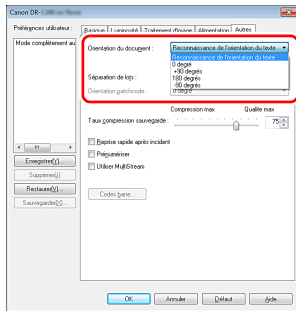 Canon DR-
Préférences utilisateur :
Mode complètement au
Enregistrer(Y)...
Supprimer(J)
Restaurer(V)...
Sauvegarder(X)...
Basique
Luminosité
Traitement d'image
Alimentation
Autres
Orientation du document :
Reconnaissance de l'orientation du texte
Reconnaissance de l'orientation du texte
0 degré
+90 degrés
180 degrés
-90 degrés
Séparation de lots :
Orientation patchcode :
0 degré
Compression max
Qualité max
Taux compression sauvegarde :
75
Reprise rapide après incident
Prénumériser
Utiliser MultiStream
Codes barre...
OK
Annuler
Défaut
Aide